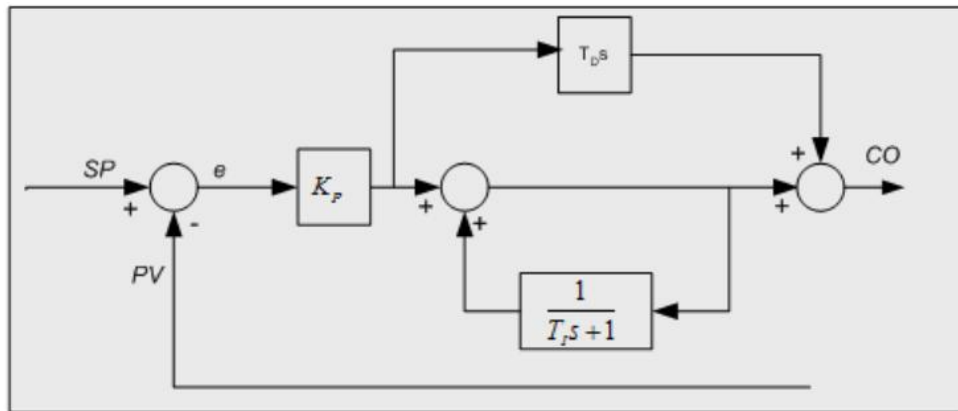 T_D s
+
SP
e
K_P
CO
+
+
+
+
-
PV
1
T_I s + 1